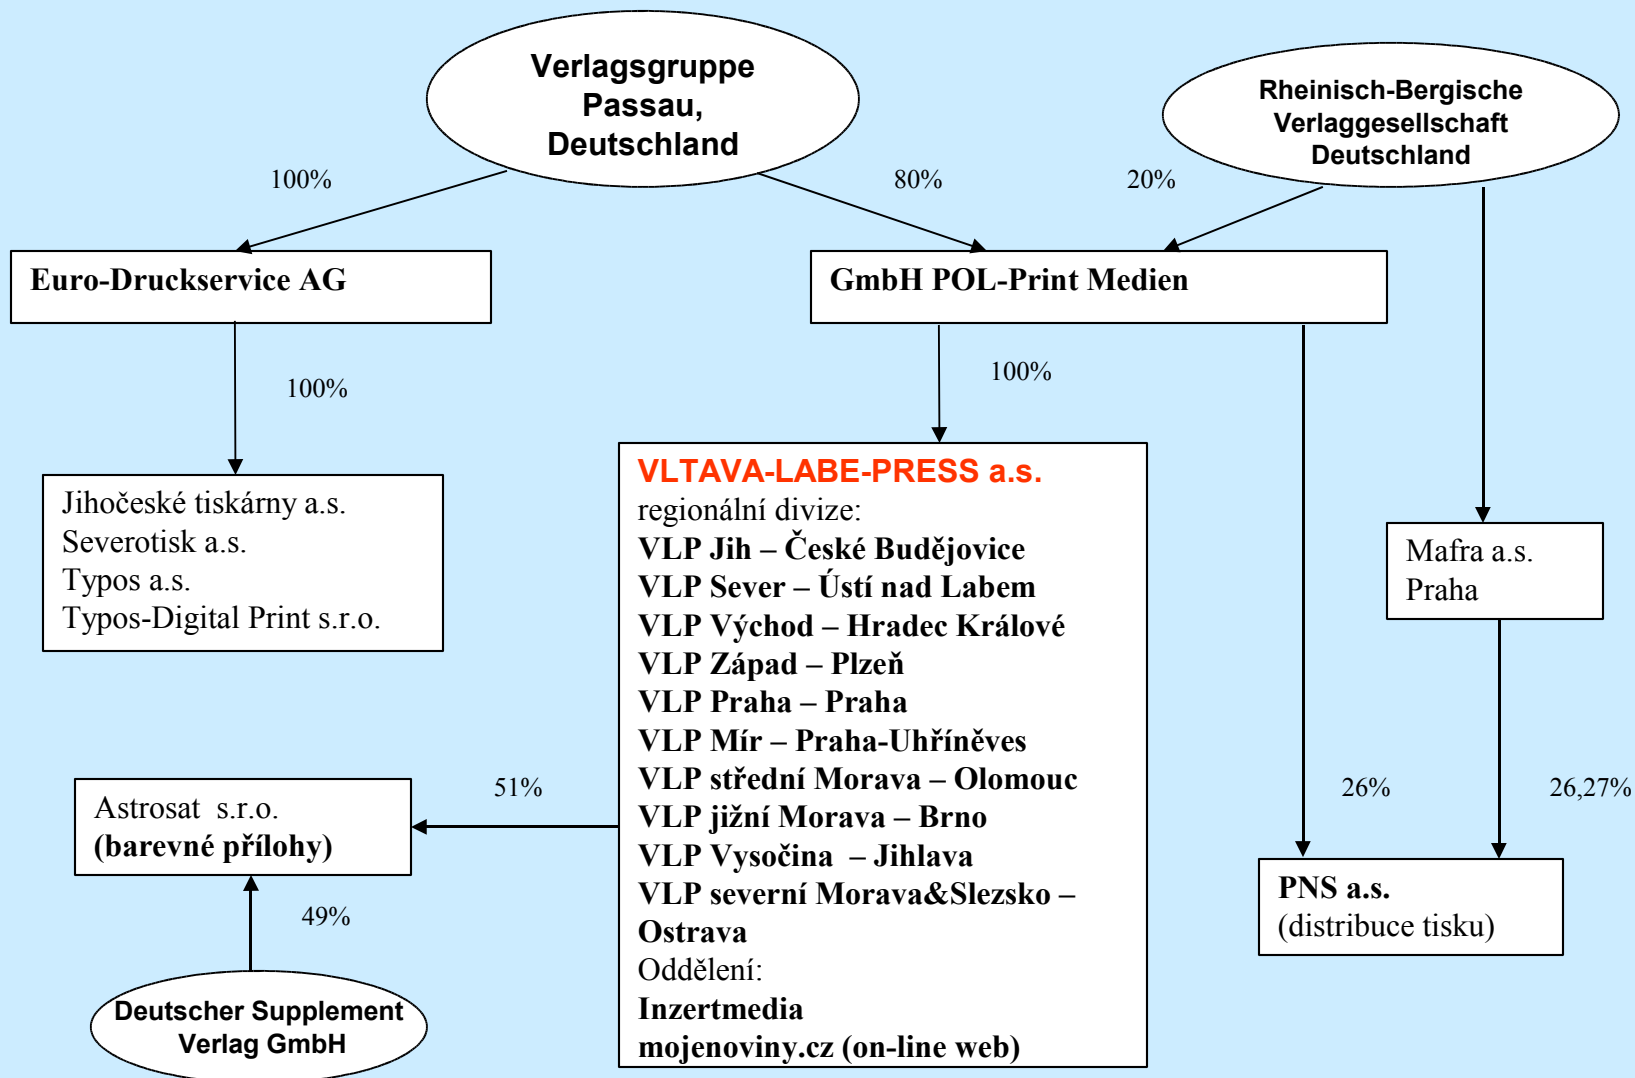 Verlagsgruppe
Passau,
Deutschland
Rheinisch-Bergische
Verlaggesellschaft
Deutschland
100%
80%
20%
Euro-Druckservice AG
GmbH POL-Print Medien
100%
100%
Jihočeské tiskárny a.s.
Severotisk a.s.
Typos a.s.
Typos-Digital Print s.r.o.
VLTAVA-LABE-PRESS a.s.
regionální divize:
VLP Jih – České Budějovice
VLP Sever – Ústí nad Labem
VLP Východ – Hradec Králové
VLP Západ – Plzeň
VLP Praha – Praha
VLP Mír – Praha-Uhříněves
VLP střední Morava – Olomouc
VLP jižní Morava – Brno
VLP Vysočina – Jihlava
VLP severní Morava&Slezsko –
Ostrava
Oddělení:
Inzertmedia
mojenoviny.cz (on-line web)
Mafra a.s.
Praha
51%
26%
26,27%
Astrosat s.r.o.
(barevné přílohy)
49%
PNS a.s.
(distribuce tisku)
Deutscher Supplement
Verlag GmbH